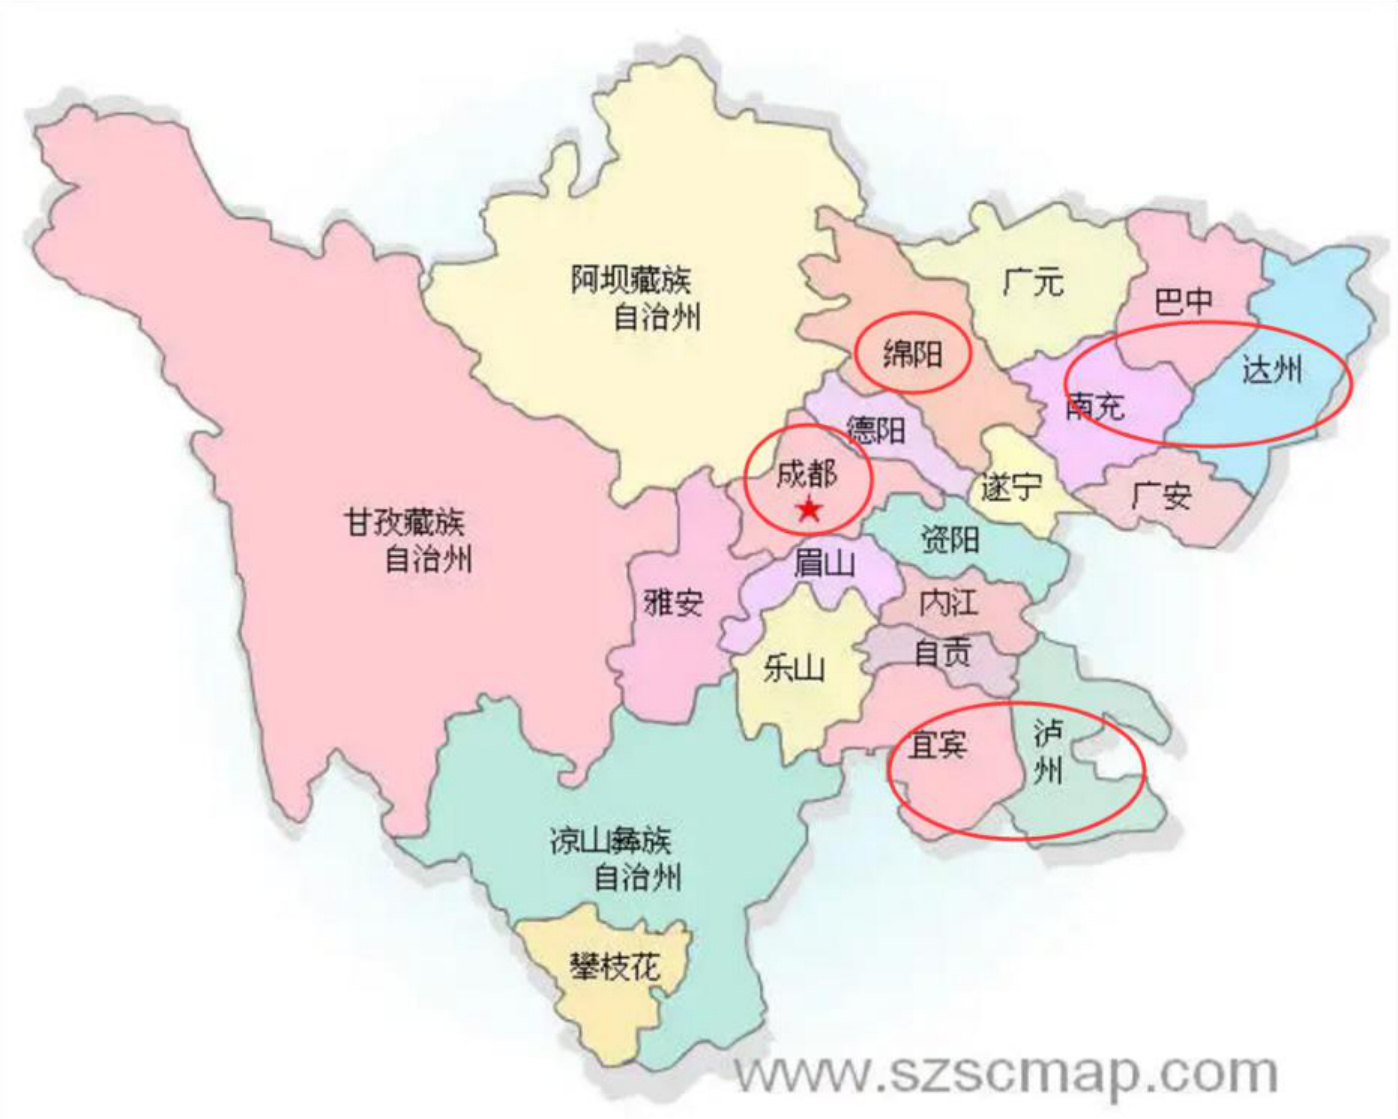 阿坝藏族
自治州
广元
巴中
绵阳
达州
南充
德阳
成都
遂宁
广安
甘孜藏族
自治州
资阳
眉山
雅安
内江
自贡
乐山
宜宾
泸
州
凉山彝族
自治州
攀枝花
www.szscmap.com